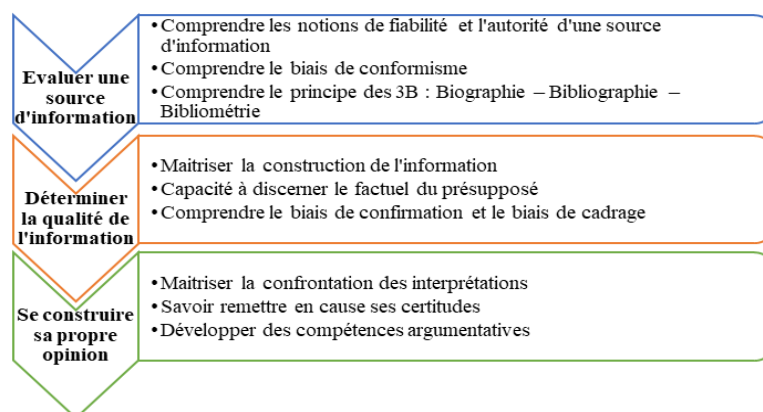 Evaluer une
source
d'information
•Comprendre les notions de fiabilité et l'autorité d'une source
d'information
•Comprendre le biais de conformisme
•Comprendre le principe des 3B : Biographie – Bibliographie –
Bibliométrie
Déterminer
la qualité de
l'information
•Maitriser la construction de l'information
•Capacité à discerner le factuel du présupposé
•Comprendre le biais de confirmation et le biais de cadrage
Se construire
sa propre
opinion
•Maitriser la confrontation des interprétations
•Savoir remettre en cause ses certitudes
•Développer des compétences argumentatives